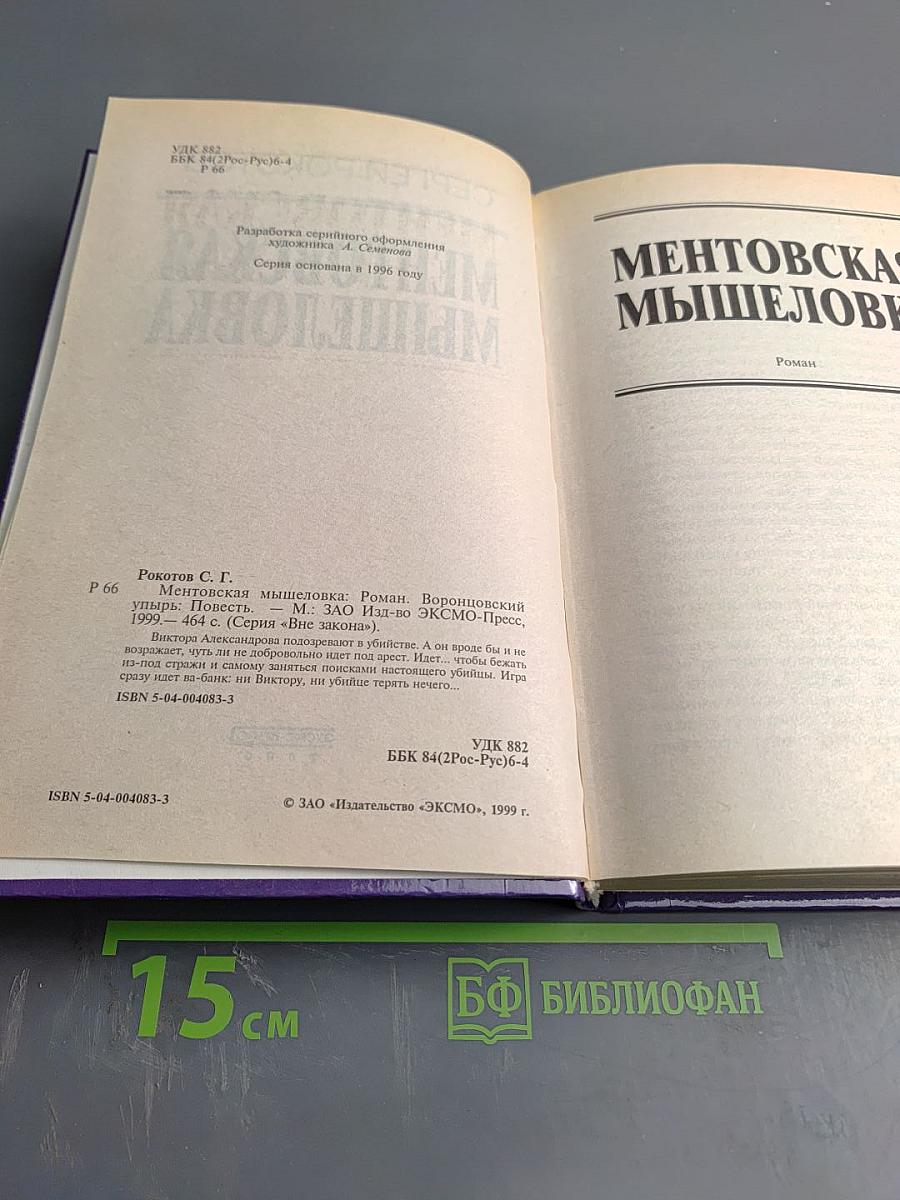 УДК 882
ББК 84(2Рос-Рус)6-4
Р 66
Разработка серийного оформления
художника А. Семенова
Серия основана в 1996 году
Рокотов С. Г.
Р 66 Ментовская мышеловка: Роман. Воронцовский
упырь: Повесть. — М.: ЗАО Изд-во ЭКСМО-Пресс,
1999.— 464 с. (Серия «Вне закона»).
Виктора Александрова подозревают в убийстве. А он вроде бы и не
возражает, чуть ли не добровольно идет под арест. Идет... чтобы бежать
из-под стражи и самому заняться поисками настоящего убийцы. Игра
сразу идет ва-банк: ни Виктору, ни убийце терять нечего...
ISBN 5-04-004083-3
УДК 882
ББК 84(2Рос-Рус)6-4
ISBN 5-04-004083-3
© ЗАО «Издательство «ЭКСМО», 1999 г.
МЕНТОВСКАЯ
МЫШЕЛОВК
Роман
15 см
БФ БИБЛИОФАН